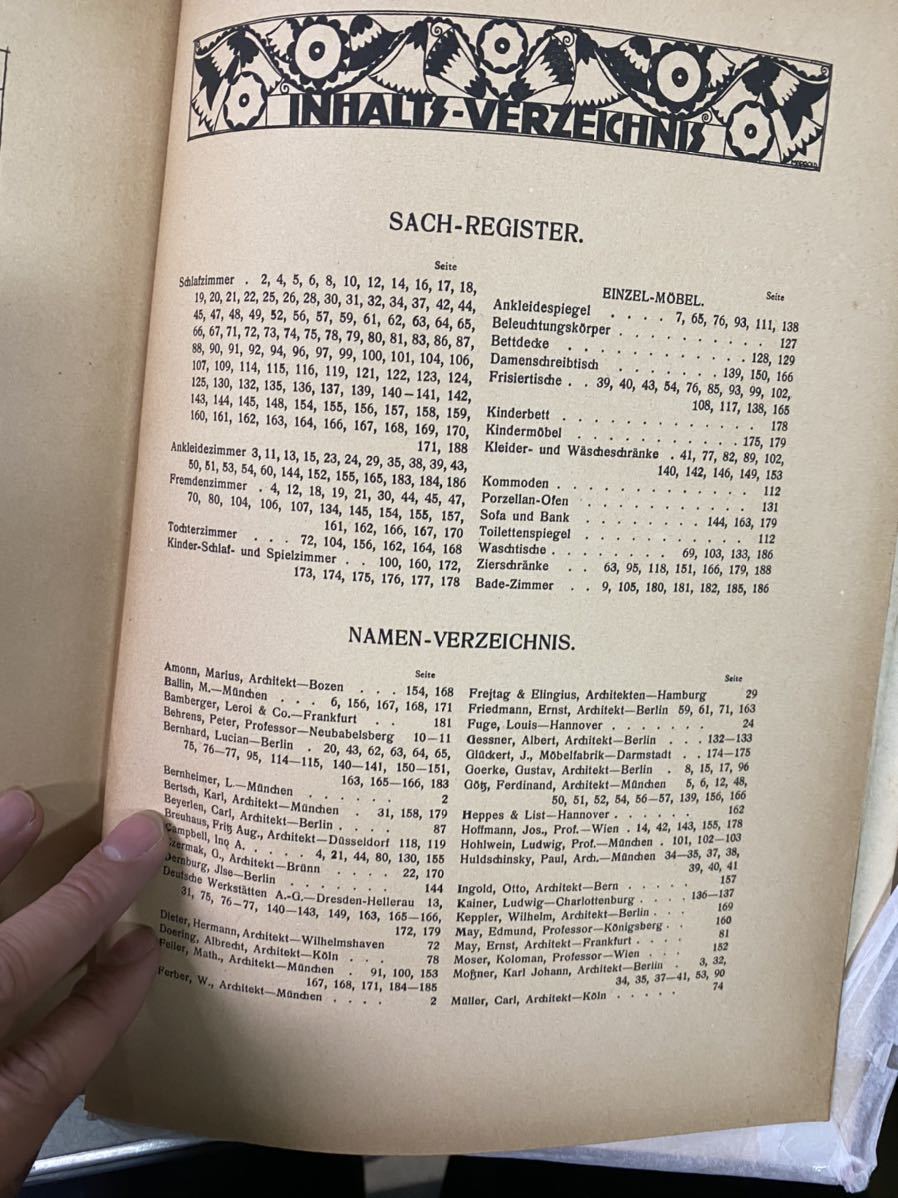 INHALTS-VERZEICHNIS
MARGOLD
SACH-REGISTER.
Seite
Schlafzimmer . 2, 4, 5, 6, 8, 10, 12, 14, 16, 17, 18,
19, 20, 21, 22, 25, 26, 28, 30, 31, 32, 34, 37, 42, 44,
45, 47, 48, 49, 52, 56, 57, 59, 61, 62, 63, 64, 65,
66, 67, 71, 72, 73, 74, 75, 78, 79, 80, 81, 83, 86, 87,
88, 90, 91, 92, 94, 96, 97, 99, 100, 101, 104, 106,
107, 109, 114, 115, 116, 119, 121, 122, 123, 124,
125, 130, 132, 135, 136, 137, 139, 140—141, 142,
143, 144, 145, 148, 154, 155, 156, 157, 158, 159,
160, 161, 162, 163, 164, 166, 167, 168, 169, 170,
171, 188
Ankleidezimmer 3, 11, 13, 15, 23, 24, 29, 35, 38, 39, 43,
50, 51, 53, 54, 60, 144, 152, 155, 165, 183, 184, 186
Fremdenzimmer . 4, 12, 18, 19, 21, 30, 44, 45, 47,
70, 80, 104, 106, 107, 134, 145, 154, 155, 157,
161, 162, 166, 167, 170
Tochterzimmer . . . 72, 104, 156, 162, 164, 168
Kinder-Schlaf- und Spielzimmer . . 100, 160, 172,
173, 174, 175, 176, 177, 178
EINZEL-MÖBEL. Seite
Ankleidespiegel . . . . 7, 65, 76, 93, 111, 138
Beleuchtungskörper . . . . . . . . . 127
Bettdecke . . . . . . . . . . . 128, 129
Damenschreibtisch . . . . . . . 139, 150, 166
Frisiertische . . 39, 40, 43, 54, 76, 85, 93, 99, 102,
108, 117, 138, 165
Kinderbett . . . . . . . . . . . . 178
Kindermöbel . . . . . . . . . . . 175, 179
Kleider- und Wäscheschränke . 41, 77, 82, 89, 102,
140, 142, 146, 149, 153
Kommoden . . . . . . . . . . . . 112
Porzellan-Ofen . . . . . . . . . . . 131
Sofa und Bank . . . . . . . . 144, 163, 179
Toilettenspiegel . . . . . . . . . . . 112
Waschtische . . . . . . . . 69, 103, 133, 186
Zierschränke . . 63, 95, 118, 151, 166, 179, 188
Bade-Zimmer . . 9, 105, 180, 181, 182, 185, 186
NAMEN-VERZEICHNIS.
Seite
Amonn, Marius, Architekt—Bozen . . . 154, 168
Ballin, M.—München . . . . 6, 156, 167, 168, 171
Bamberger, Leroi & Co.—Frankfurt . . 181
Behrens, Peter, Professor—Neubabelsberg 10—11
Bernhard, Lucian—Berlin . 20, 43, 62, 63, 64, 65,
75, 76—77, 95, 114—115, 140—141, 150—151,
163, 165—166, 183
Bernheimer, L.—München . . . . . . 2
Bertsch, Karl, Architekt—München . 31, 158, 179
Beyerlen, Carl, Architekt—Berlin . . . . 87
Breuhaus, Fritz Aug., Architekt—Düsseldorf 118, 119
Campbell, Ino A. . . . . 4, 21, 44, 80, 130, 155
Czermak, O., Architekt—Brünn . . . . 22, 170
Dernburg, Jlse—Berlin . . . . . . . 144
Deutsche Werkstätten A.-G.—Dresden-Hellerau 13,
31, 75, 76—77, 140—143, 149, 163, 165—166,
172, 179
Dieter, Hermann, Architekt—Wilhelmshaven 72
Doering, Albrecht, Architekt—Köln . . . 78
Feller, Math., Architekt—München . 91, 100, 153
167, 168, 171, 184—185
Ferber, W., Architekt—München . . . . 2
Seite
Frejtag & Elingius, Architekten—Hamburg 29
Friedmann, Ernst, Architekt—Berlin 59, 61, 71, 163
Fuge, Louis—Hannover . . . . . . . 24
Gessner, Albert, Architekt—Berlin . . . 132—133
Glückert, J., Möbelfabrik—Darmstadt . . 174—175
Goerke, Gustav, Architekt—Berlin . 8, 15, 17, 96
Götz, Ferdinand, Architekt—München 5, 6, 12, 48,
50, 51, 52, 54, 56—57, 139, 156, 166
Heppes & List—Hannover . . . . . . 162
Hoffmann, Jos., Prof.—Wien . 14, 42, 143, 155, 178
Hohlwein, Ludwig, Prof.—München . 101, 102—103
Huldschinsky, Paul, Arch.—München 34—35, 37, 38,
39, 40, 41
Ingold, Otto, Architekt—Bern . . . . . 157
Kainer, Ludwig—Charlottenburg . . . . 136—137
Keppler, Wilhelm, Architekt—Berlin . . . 169
May, Edmund, Professor—Königsberg . . 160
May, Ernst, Architekt—Frankfurt . . . . 81
Moser, Koloman, Professor—Wien . . . 152
Moßner, Karl Johann, Architekt—Berlin . 3, 32,
34, 35, 37—41, 53, 90
Müller, Carl, Architekt—Köln . . . . . 74